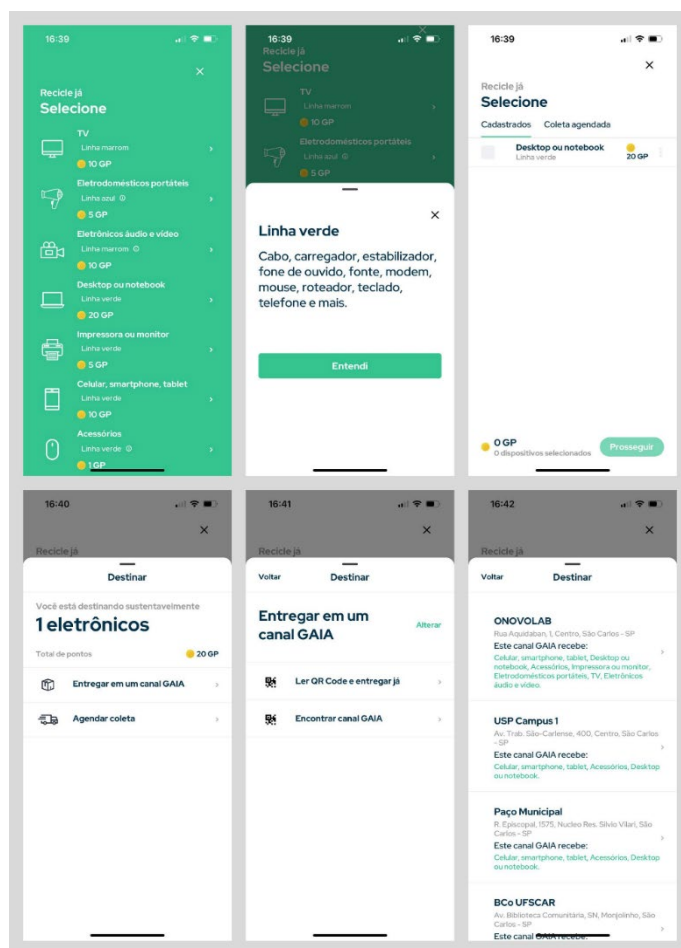 16:39
Recicle já
Selecione
TV
Linha marrom
10 GP
Eletrodomésticos portáteis
Linha azul
5 GP
Eletrônicos áudio e vídeo
Linha marrom
10 GP
Desktop ou notebook
Linha verde
20 GP
Impressora ou monitor
Linha verde
5 GP
Celular, smartphone, tablet
Linha verde
10 GP
Acessórios
Linha verde
1 GP
16:39
Recicle já
Selecione
TV
Linha marrom
10 GP
Eletrodomésticos portáteis
Linha azul
5 GP
Linha verde
Cabo, carregador, estabilizador,
fone de ouvido, fonte, modem,
mouse, roteador, teclado,
telefone e mais.
Entendi
16:39
Recicle já
Selecione
Cadastrados Coleta agendada
Desktop ou notebook
Linha verde
20 GP
0 GP
0 dispositivos selecionados
Prosseguir
16:40
Recicle já
Destinar
Você está destinando sustentavelmente
1 eletrônicos
Total de pontos 20 GP
Entregar em um canal GAIA
Agendar coleta
16:41
Recicle já
Voltar Destinar
Entregar em um
canal GAIA
Alterar
Ler QR Code e entregar já
Encontrar canal GAIA
16:42
Recicle já
Voltar Destinar
ONOVOLAB
Rua Aquidaban, 1, Centro, São Carlos - SP
Este canal GAIA recebe:
Celular, smartphone, tablet, Desktop ou
notebook, Acessórios, Impressora ou monitor,
Eletrodomésticos portáteis, TV, Eletrônicos
áudio e vídeo.
USP Campus 1
Av. Trab. São-Carlense, 400, Centro, São Carlos
- SP
Este canal GAIA recebe:
Celular, smartphone, tablet, Acessórios, Desktop
ou notebook.
Paço Municipal
R. Episcopal, 1575, Nucleo Res. Silvio Vilari, São
Carlos - SP
Este canal GAIA recebe:
Celular, smartphone, tablet, Acessórios, Desktop
ou notebook.
BCo UFSCAR
Av. Biblioteca Comunitária, SN, Monjolinho, São
Carlos - SP
Este canal GAIA recebe: